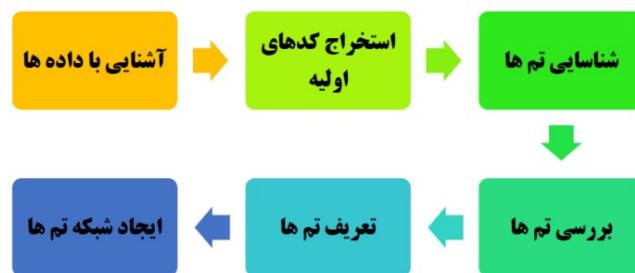 آشنایی با داده ها
استخراج کدهای
اولیه
شناسایی تم ها
بررسی تم ها
تعریف تم ها
ایجاد شبکه تم ها